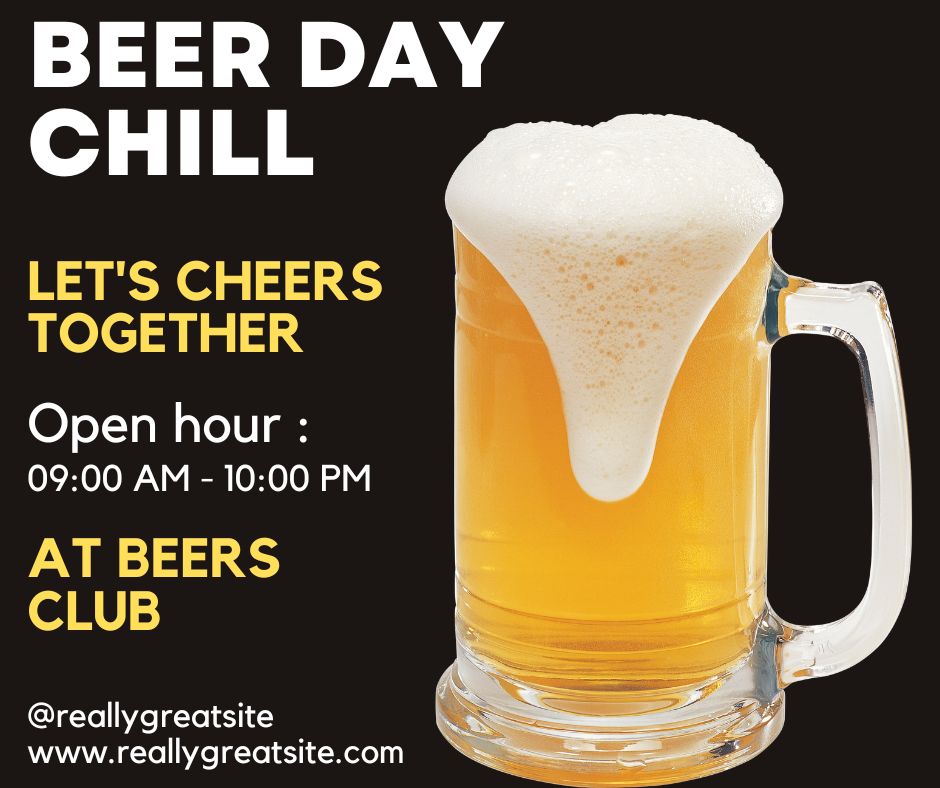 BEER DAY
CHILL
LET'S CHEERS
TOGETHER
Open hour :
09:00 AM - 10:00 PM
AT BEERS
CLUB
@reallygreatsite
www.reallygreatsite.com